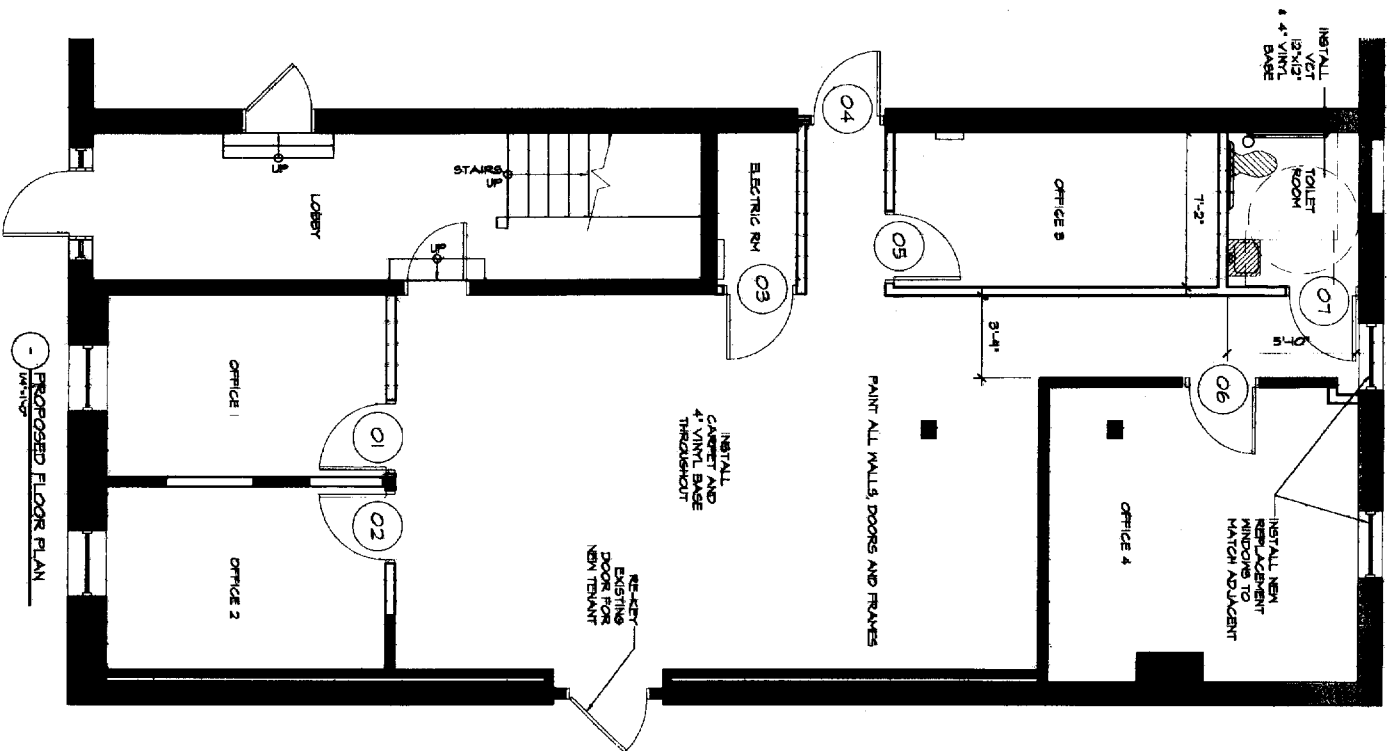 INSTALL
VCT
12"x12"
& 4" VINYL
BASE
TOILET
ROOM
07
5'-10"
INSTALL NEW
REPLACEMENT
WINDOWS TO
MATCH ADJACENT
7'-2"
06
OFFICE 4
OFFICE 3
05
3'-4"
04
PAINT ALL WALLS, DOORS AND FRAMES
ELECTRIC RM
03
INSTALL
CARPET AND
4" VINYL BASE
THROUGHOUT
RE-KEY
EXISTING
DOOR FOR
NEW TENANT
STAIRS
UP
UP
UP
LOBBY
01
02
OFFICE 1
OFFICE 2
-
PROPOSED FLOOR PLAN
1/4"=1'-0"